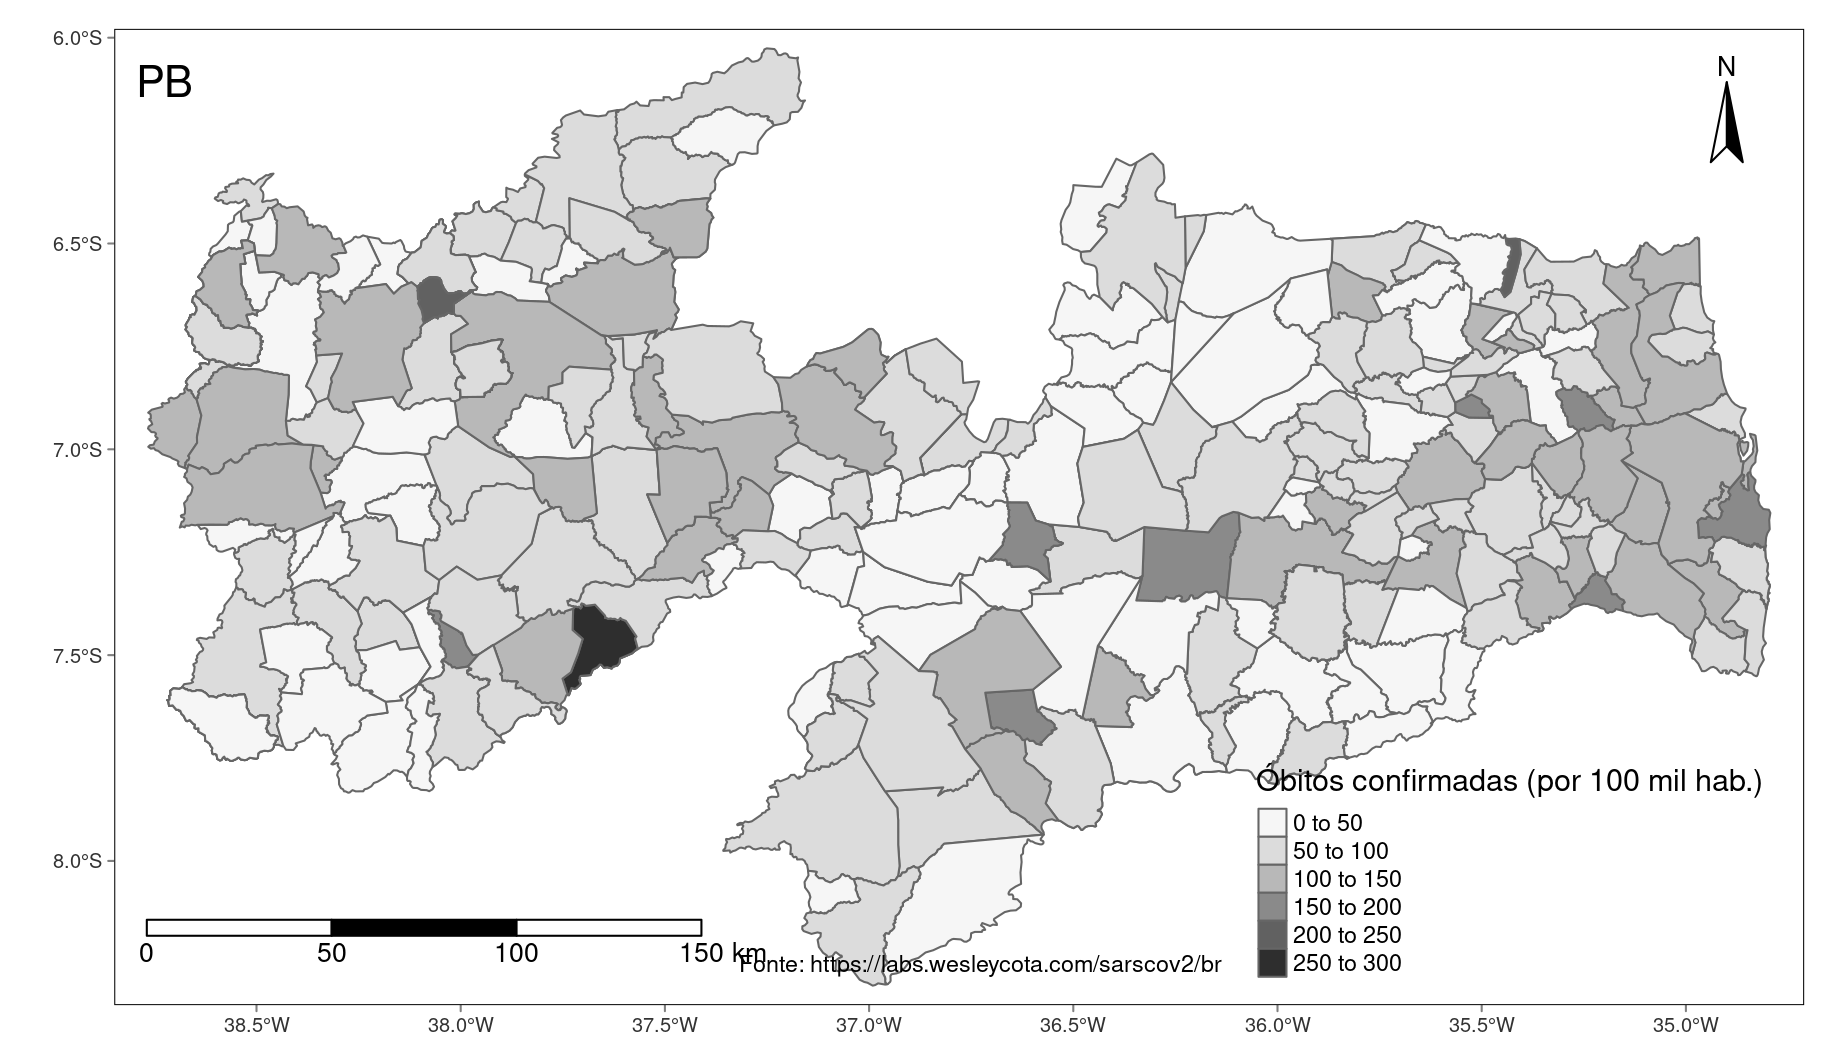 PB
N
6.0°S
6.5°S
7.0°S
7.5°S
8.0°S
Óbitos confirmadas (por 100 mil hab.)
0 to 50
50 to 100
100 to 150
150 to 200
200 to 250
250 to 300
0 50 100 150 km
Fonte: https://labs.wesleycota.com/sarscov2/br
38.5°W 38.0°W 37.5°W 37.0°W 36.5°W 36.0°W 35.5°W 35.0°W